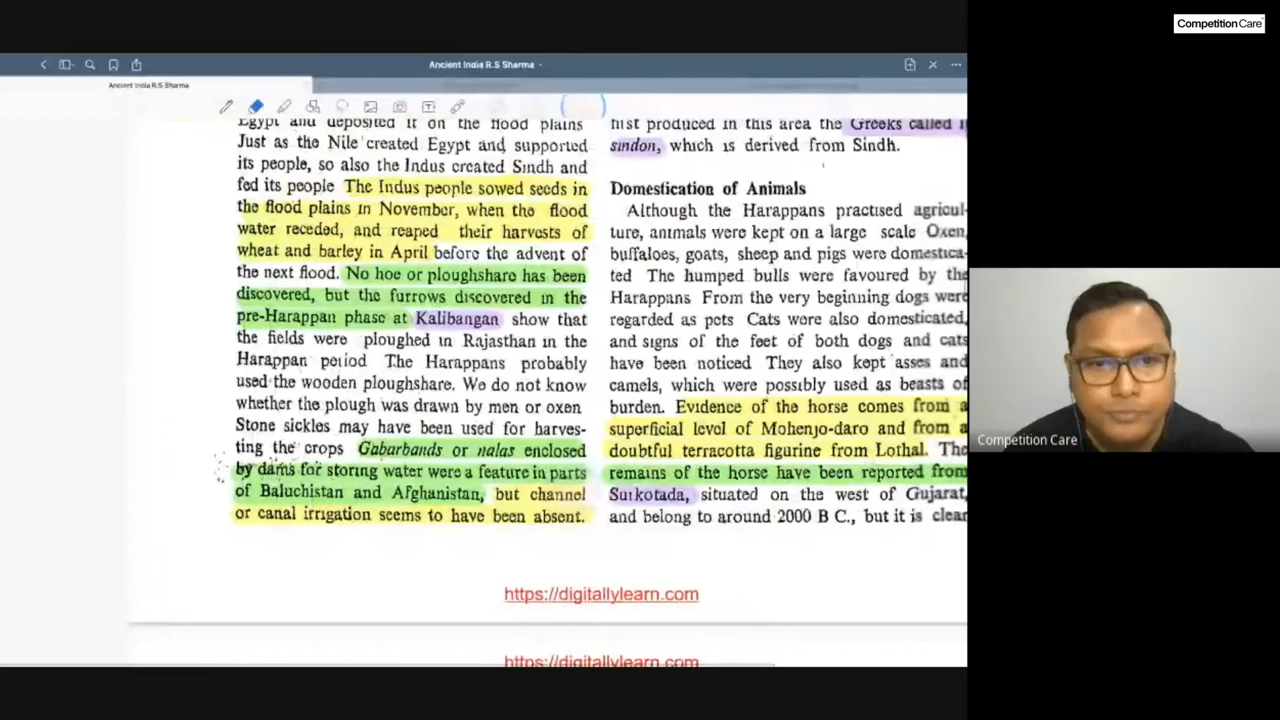 CompetitionCare
Ancient India R.S Sharma
Ancient India R.S Sharma
Egypt and deposited it on the flood plains
Just as the Nile created Egypt and supported
its people, so also the Indus created Sindh and
fed its people The Indus people sowed seeds in
the flood plains in November, when the flood
water receded, and reaped their harvests of
wheat and barley in April before the advent of
the next flood. No hoe or ploughshare has been
discovered, but the furrows discovered in the
pre-Harappan phase at Kalibangan show that
the fields were ploughed in Rajasthan in the
Harappan period The Harappans probably
used the wooden ploughshare. We do not know
whether the plough was drawn by men or oxen
Stone sickles may have been used for harves-
ting the crops Gabarbands or nalas enclosed
by dams for storing water were a feature in parts
of Baluchistan and Afghanistan, but channel
or canal irrigation seems to have been absent.
first produced in this area the Greeks called i
sindon, which is derived from Sindh.
Domestication of Animals
Although the Harappans practised agricul-
ture, animals were kept on a large scale Oxen,
buffaloes, goats, sheep and pigs were domestica-
ted The humped bulls were favoured by the
Harappans From the very beginning dogs were
regarded as pets Cats were also domesticated,
and signs of the feet of both dogs and cats
have been noticed They also kept asses and
camels, which were possibly used as beasts of
burden. Evidence of the horse comes from a
superficial level of Mohenjo-daro and from a
doubtful terracotta figurine from Lothal. The
remains of the horse have been reported from
Surkotada, situated on the west of Gujarat,
and belong to around 2000 B C., but it is clear
https://digitallylearn.com
https://digitallylearn.com
Competition Care